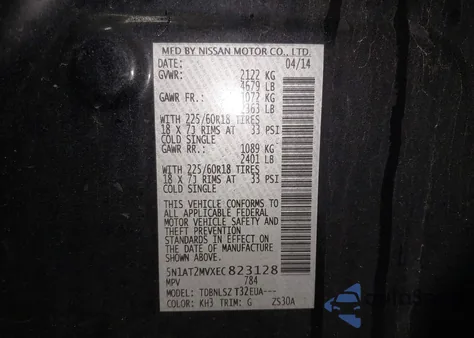 MFD BY NISSAN MOTOR CO., LTD.
DATE: 04/14
GVWR: 2122 KG
4679 LB
GAWR FR.: 1072 KG
2363 LB
WITH 225/60R18 TIRES
18 X 7J RIMS AT 33 PSI
COLD SINGLE
GAWR RR.: 1089 KG
2401 LB
WITH 225/60R18 TIRES
18 X 7J RIMS AT 33 PSI
COLD SINGLE
THIS VEHICLE CONFORMS TO
ALL APPLICABLE FEDERAL
MOTOR VEHICLE SAFETY
STANDARDS IN EFFECT ON
THE DATE OF MANUFACTURE
SHOWN ABOVE.
5N1AT2MVXEC823128
MPV 784
MODEL: TDBNLSZ T32EUA---
COLOR: KH3 TRIM: G 2S30A